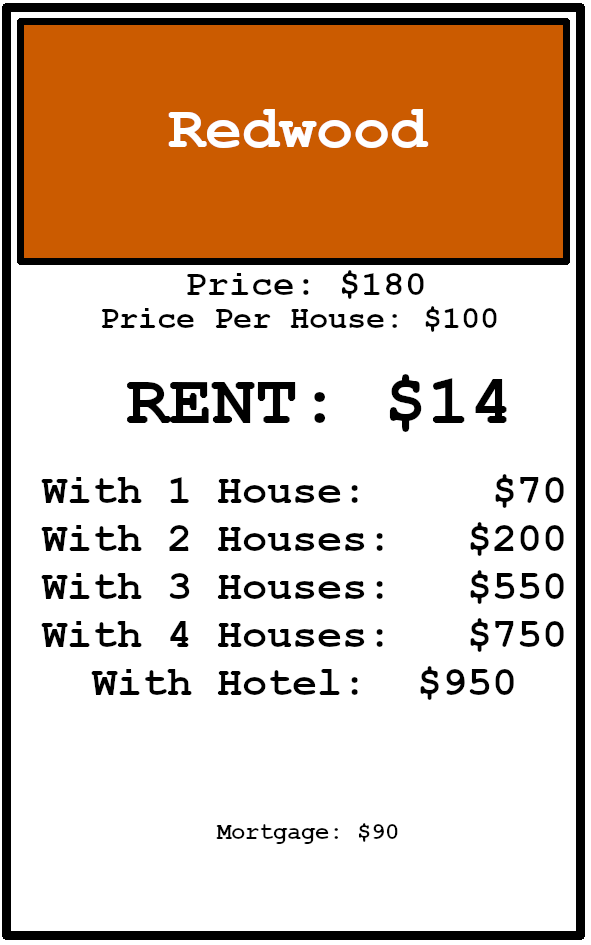 Redwood
Price: $180
Price Per House: $100
RENT: $14
With 1 House: $70
With 2 Houses: $200
With 3 Houses: $550
With 4 Houses: $750
With Hotel: $950
Mortgage: $90